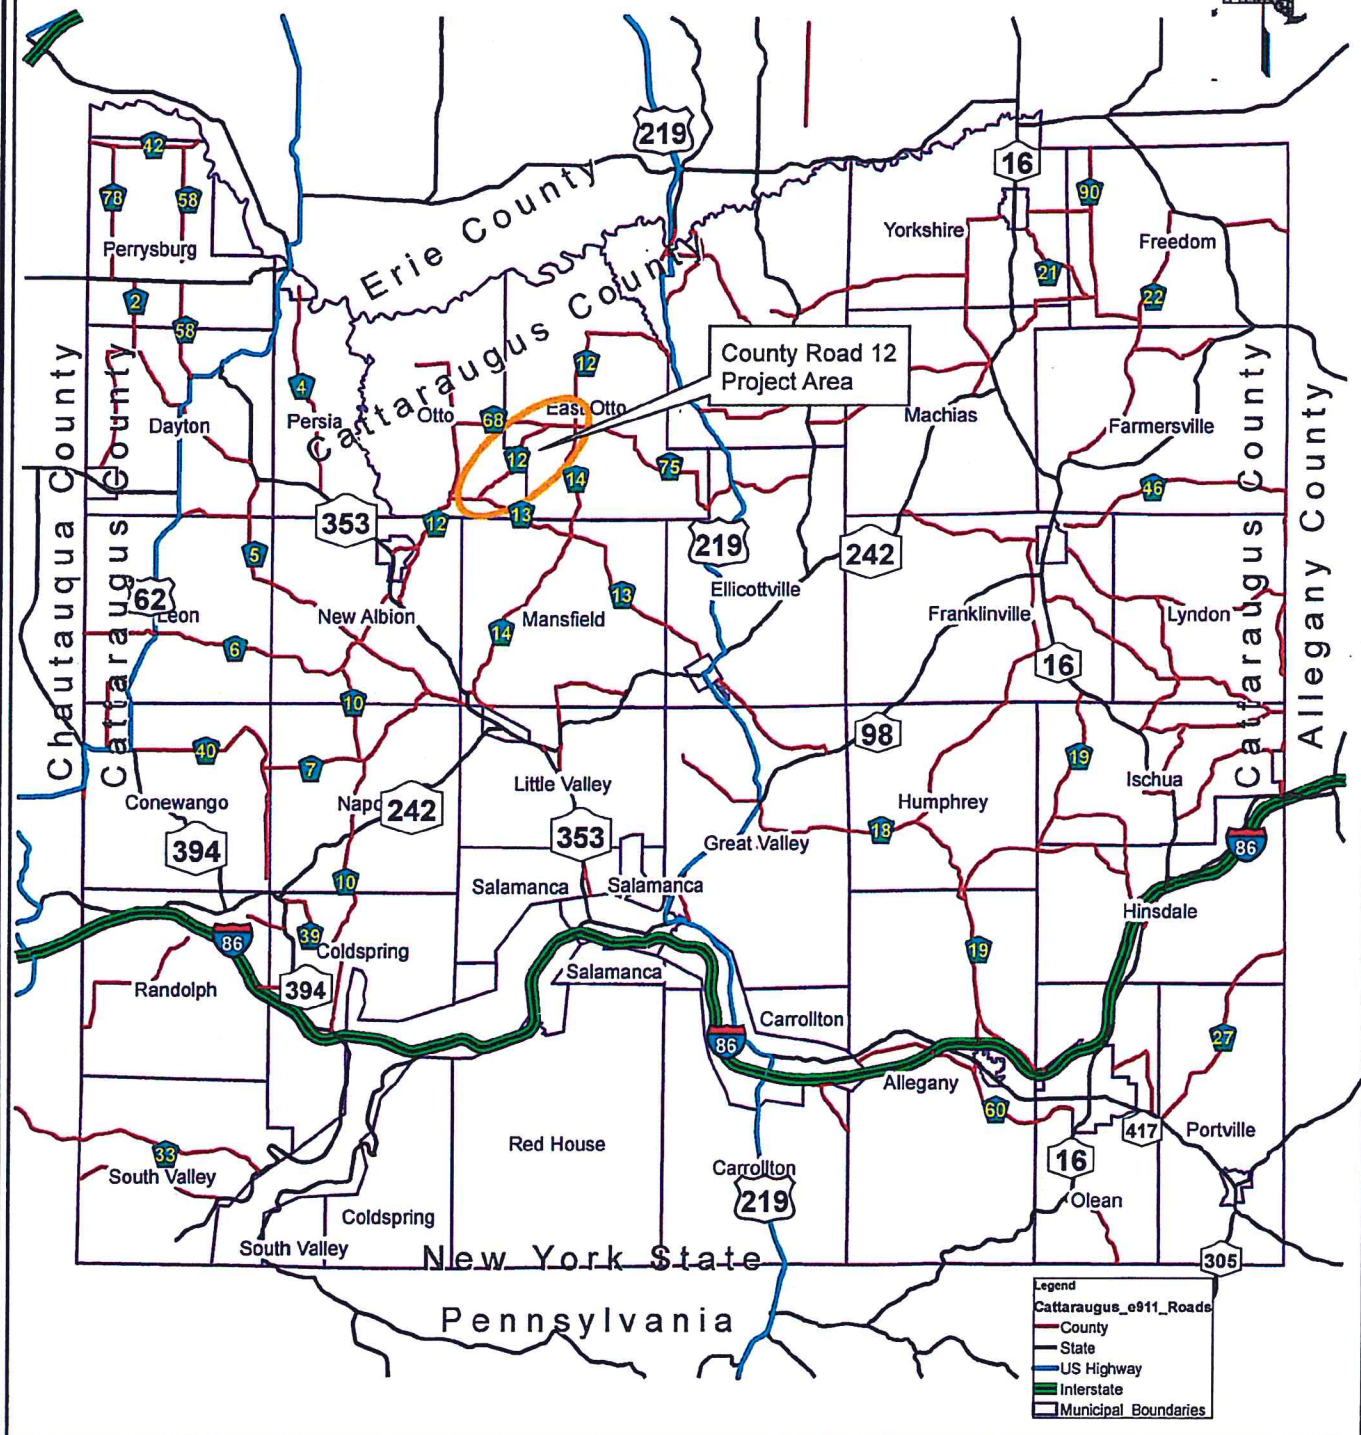 219
16
42
78
58
90
Perrysburg
Erie County
Yorkshire
Freedom
21
22
2
58
Cattaraugus County
County Road 12
Project Area
12
4
Otto
East Otto
68
Dayton
Persia
Machias
Farmersville
12
14
75
46
353
12
13
219
242
5
Chautauqua County
Cattaraugus County
Cattaraugus County
Allegany County
62
Leon
New Albion
13
Ellicottville
Mansfield
Franklinville
Lyndon
14
6
16
10
98
40
7
19
Little Valley
Ischua
Conewango
Napo
242
Humphrey
394
353
18
Great Valley
86
10
Salamanca
Salamanca
Hinsdale
39
86
Coldspring
19
Salamanca
Randolph
394
Carrollton
86
27
Allegany
60
417
Portville
Red House
33
16
South Valley
Carrollton
219
Olean
Coldspring
South Valley
New York State
305
Pennsylvania
Legend
Cattaraugus_e911_Roads
County
State
US Highway
Interstate
Municipal Boundaries